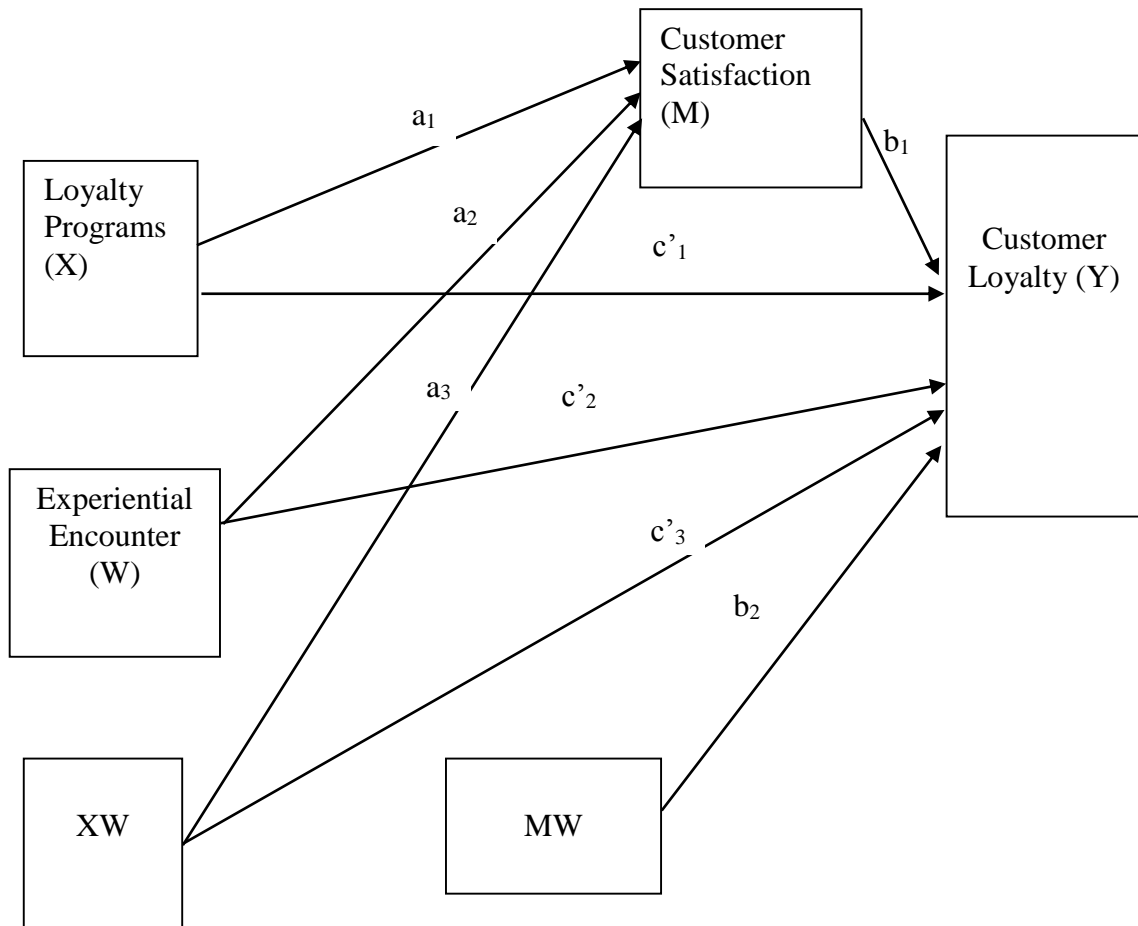 Customer
Satisfaction
(M)
a₁
b₁
Loyalty
Programs
(X)
a₂
c’₁
Customer
Loyalty (Y)
a₃
c’₂
Experiential
Encounter
(W)
c’₃
b₂
XW
MW